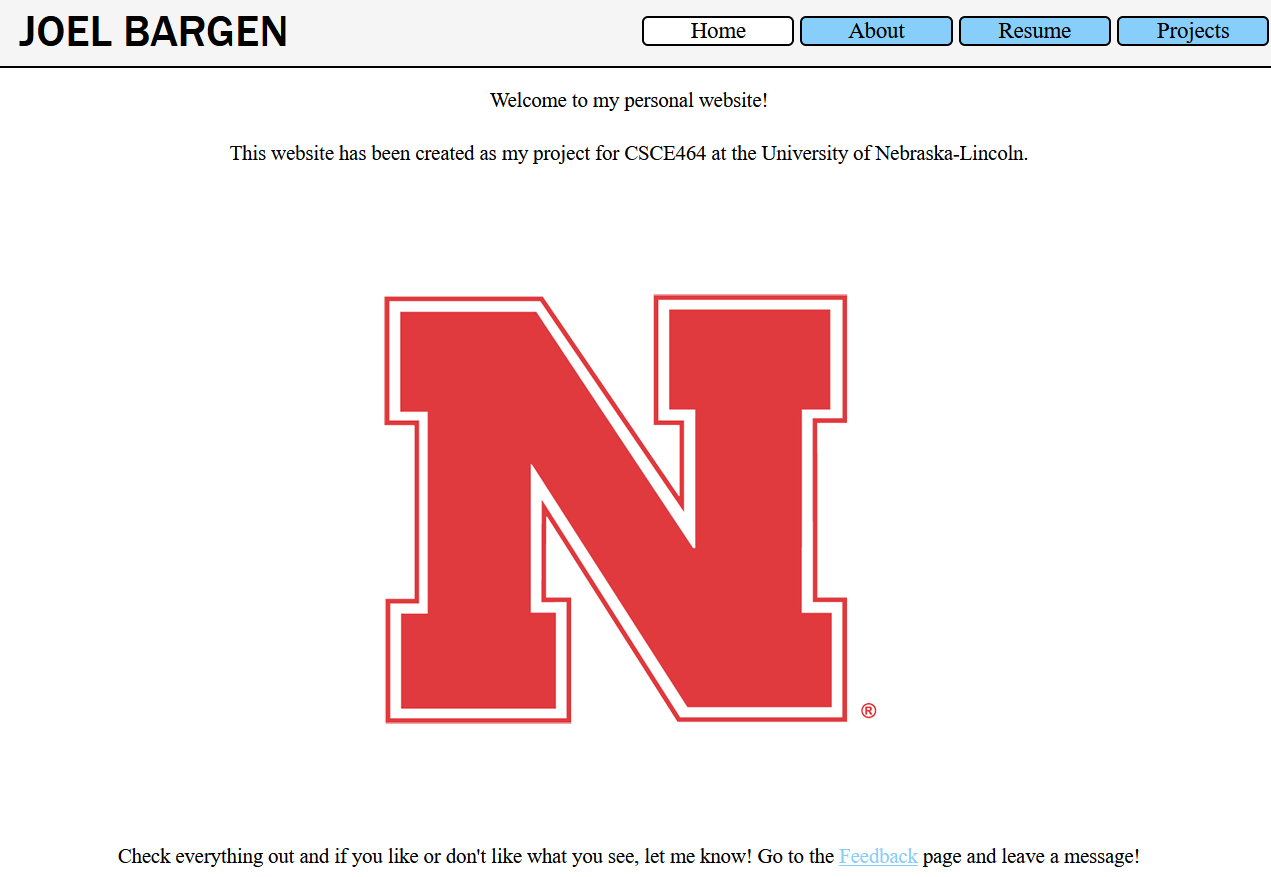 JOEL BARGEN
Home About Resume Projects
Welcome to my personal website!
This website has been created as my project for CSCE464 at the University of Nebraska-Lincoln.
N
®
Check everything out and if you like or don't like what you see, let me know! Go to the Feedback page and leave a message!